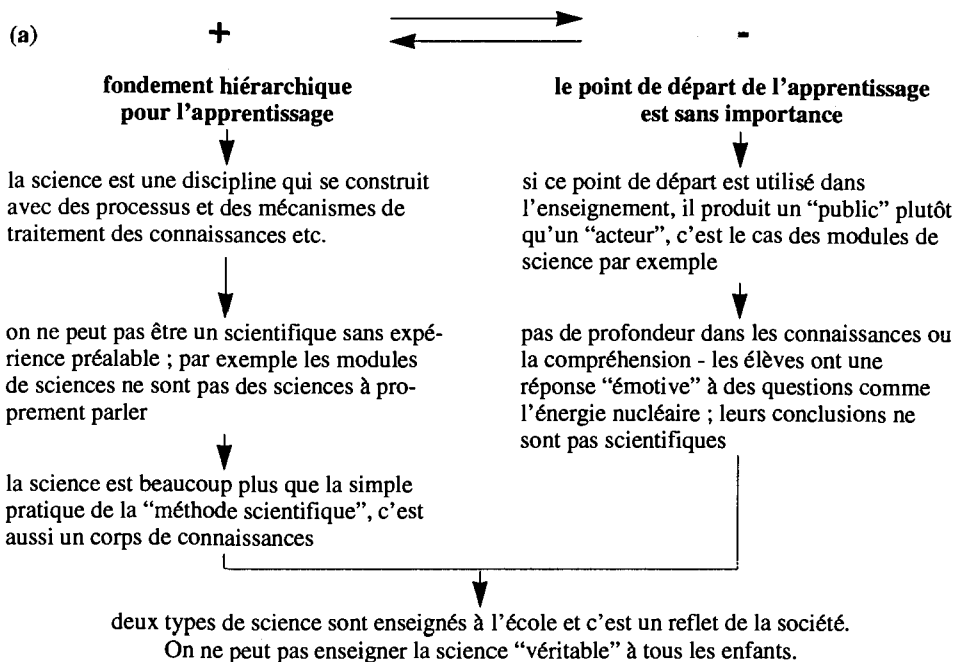 (a) + -
fondement hiérarchique
pour l'apprentissage
la science est une discipline qui se construit
avec des processus et des mécanismes de
traitement des connaissances etc.
on ne peut pas être un scientifique sans expé-
rience préalable ; par exemple les modules
de sciences ne sont pas des sciences à pro-
prement parler
la science est beaucoup plus que la simple
pratique de la “méthode scientifique”, c'est
aussi un corps de connaissances
le point de départ de l'apprentissage
est sans importance
si ce point de départ est utilisé dans
l'enseignement, il produit un “public” plutôt
qu'un “acteur”, c'est le cas des modules de
science par exemple
pas de profondeur dans les connaissances ou
la compréhension - les élèves ont une
réponse “émotive” à des questions comme
l'énergie nucléaire ; leurs conclusions ne
sont pas scientifiques
deux types de science sont enseignés à l'école et c'est un reflet de la société.
On ne peut pas enseigner la science “véritable” à tous les enfants.